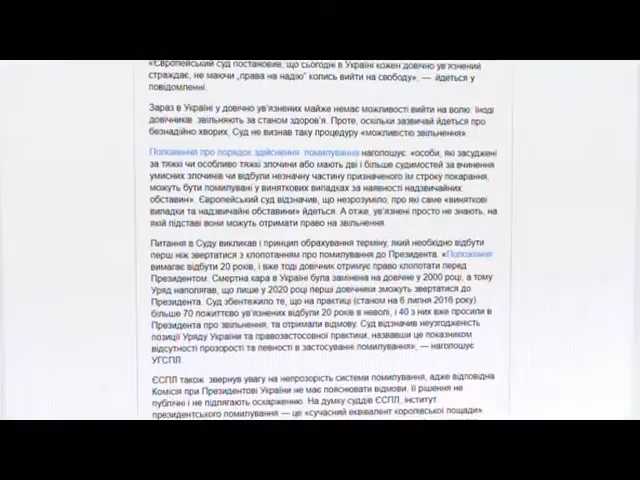 «Європейський суд постановив, що сьогодні в Україні кожен довічно ув'язнений
страждає, не маючи „права на надію" колись вийти на свободу», — йдеться у
повідомленні.
Зараз в Україні у довічно ув'язнених майже немає можливості вийти на волю. Іноді
довічників звільняють за станом здоров'я. Проте, оскільки зазвичай йдеться про
безнадійно хворих, Суд не визнав таку процедуру «можливістю звільнення».
Положення про порядок здійснення помилування наголошує: «особи, які засуджені
за тяжкі чи особливо тяжкі злочини або мають дві і більше судимостей за вчинення
умисних злочинів чи відбули незначну частину призначеного їм строку покарання,
можуть бути помилувані у виняткових випадках за наявності надзвичайних
обставин». Європейський суд відзначив, що незрозуміло, про які саме «виняткові
випадки та надзвичайні обставини» йдеться. А отже, ув'язнені просто не знають, на
якій підставі вони можуть отримати право на звільнення.
Питання в Суду викликав і принцип обрахування терміну, який необхідно відбути
перш ніж звертатися з клопотанням про помилування до Президента. «Положення
вимагає відбути 20 років, і вже тоді довічник отримує право клопотати перед
Президентом. Смертна кара в Україні була замінена на довічне у 2000 році, а тому
Уряд наполягав, що лише у 2020 році перші довічники зможуть звертатися до
Президента. Суд збентежило те, що на практиці (станом на 6 липня 2016 року)
більше 70 пожиттєво ув'язнених відбули 20 років в неволі, і 40 з них вже просили в
Президента про звільнення, та отримали відмову. Суд відзначив неузгодженість
позиції Уряду України та правозастосовної практики, назвавши це показником
відсутності прозорості та певності в застосуванні помилування», — наголошує
УГСПЛ.
ЄСПЛ також звернув увагу на непрозорість системи помилування, адже відповідна
Комісія при Президентові України не має пояснювати відмови, її рішення не
публічні і не підлягають оскарженню. На думку суддів ЄСПЛ, інститут
президентського помилування — це «сучасний еквівалент королівської пощади»